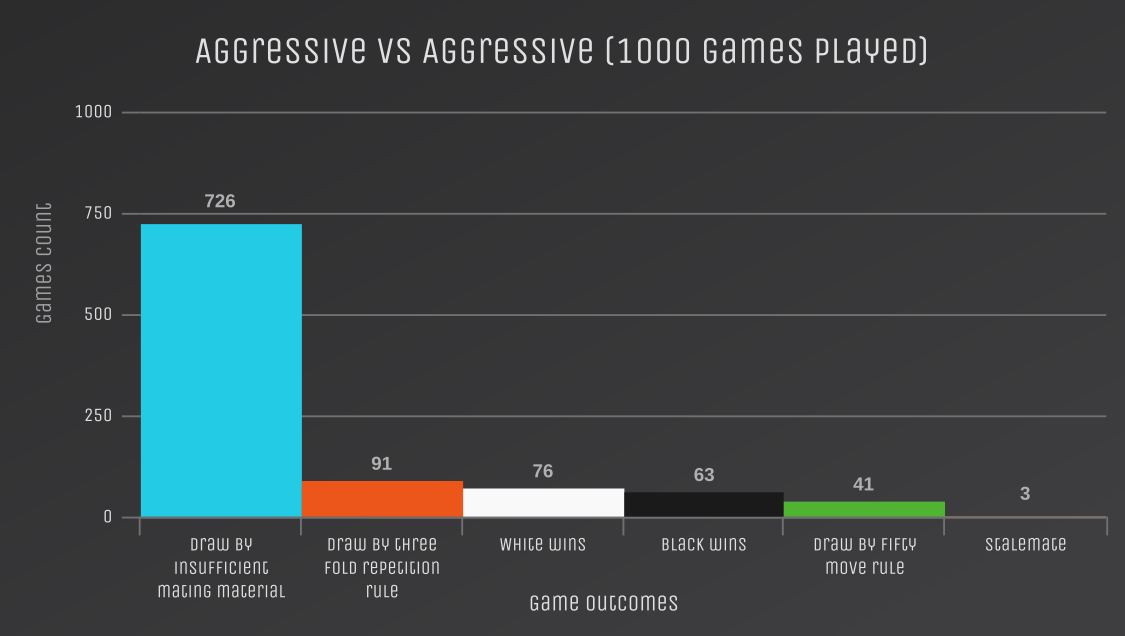 Aggressive vs Aggressive (1000 games played)
1000
750
500
250
0
Games count
726
91
76
63
41
3
Draw by
insufficient
mating material
Draw by three
fold repetition
rule
White wins
Black wins
Draw by fifty
move rule
Stalemate
Game outcomes